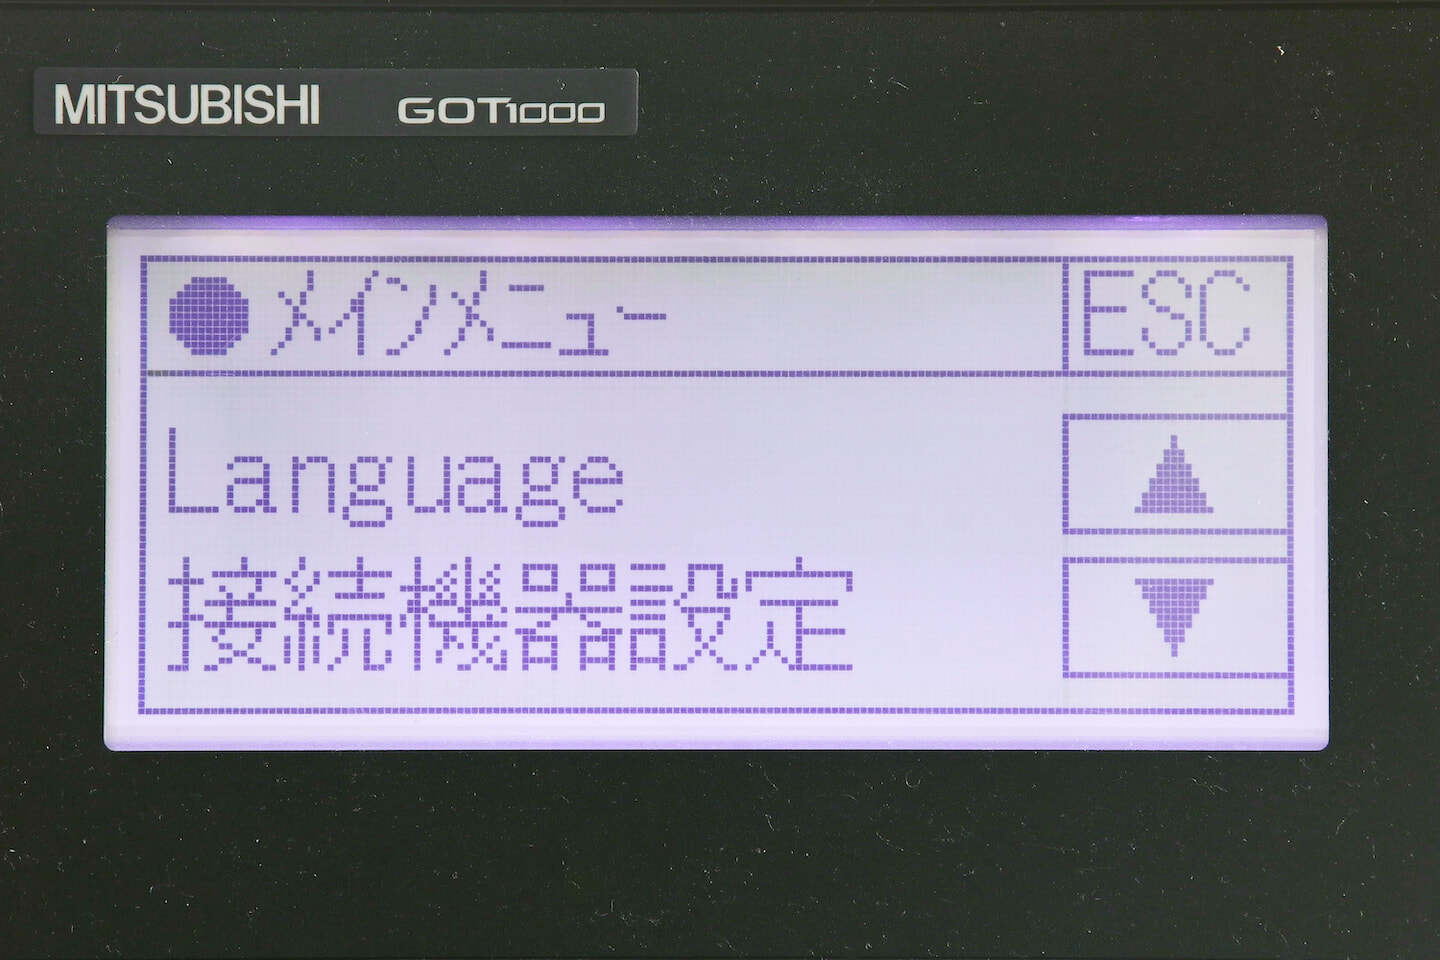 MITSUBISHI GOT1000
●メインメニュー ESC
Language ▲
接続機器設定 ▼